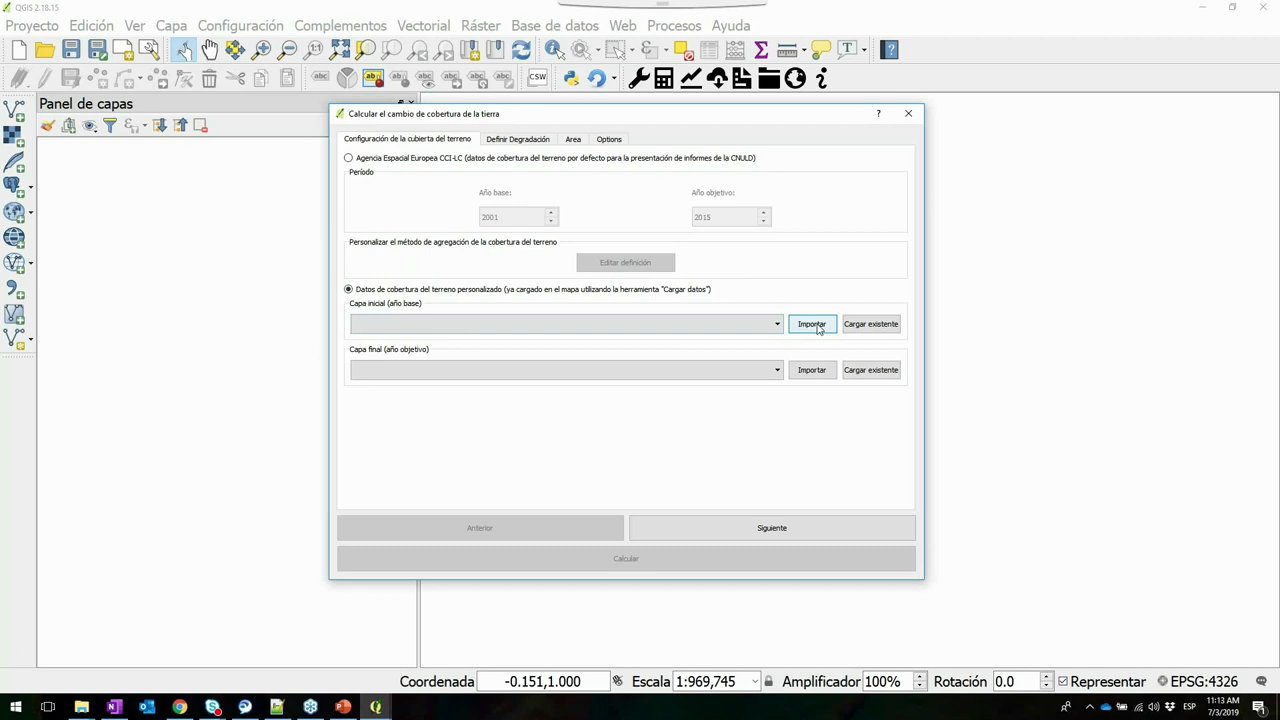 QGIS 2.18.15
Proyecto Edición Ver Capa Configuración Complementos Vectorial Ráster Base de datos Web Procesos Ayuda
abc ab abc abc abc abc CSW
Panel de capas
Calcular el cambio de cobertura de la tierra
Configuración de la cubierta del terreno Definir Degradación Area Options
Agencia Espacial Europea CCI-LC (datos de cobertura del terreno por defecto para la presentación de informes de la CNULD)
Período
Año base: Año objetivo:
2001 2015
Personalizar el método de agregación de la cobertura del terreno
Editar definición
Datos de cobertura del terreno personalizado (ya cargado en el mapa utilizando la herramienta "Cargar datos")
Capa inicial (año base)
Importar Cargar existente
Capa final (año objetivo)
Importar Cargar existente
Anterior Siguiente
Calcular
Coordenada -0.151,1.000 Escala 1:969,745 Amplificador 100% Rotación 0.0 Representar EPSG:4326
ESP 11:13 AM
7/3/2019